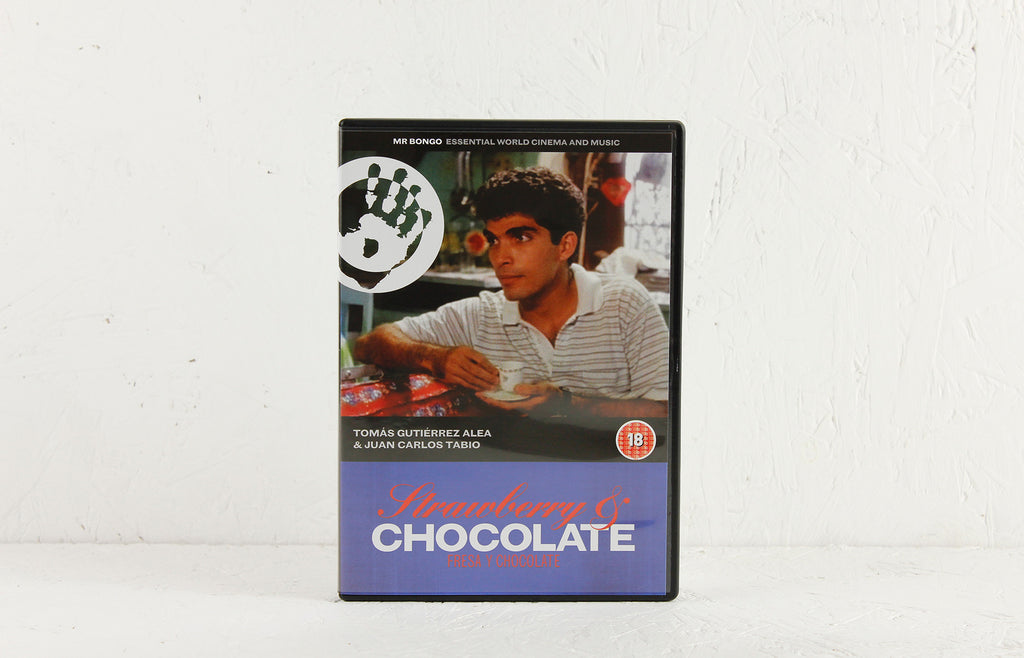 MR BONGO ESSENTIAL WORLD CINEMA AND MUSIC
TOMÁS GUTIÉRREZ ALEA
& JUAN CARLOS TABIO
18
Strawberry &
CHOCOLATE
FRESA Y CHOCOLATE